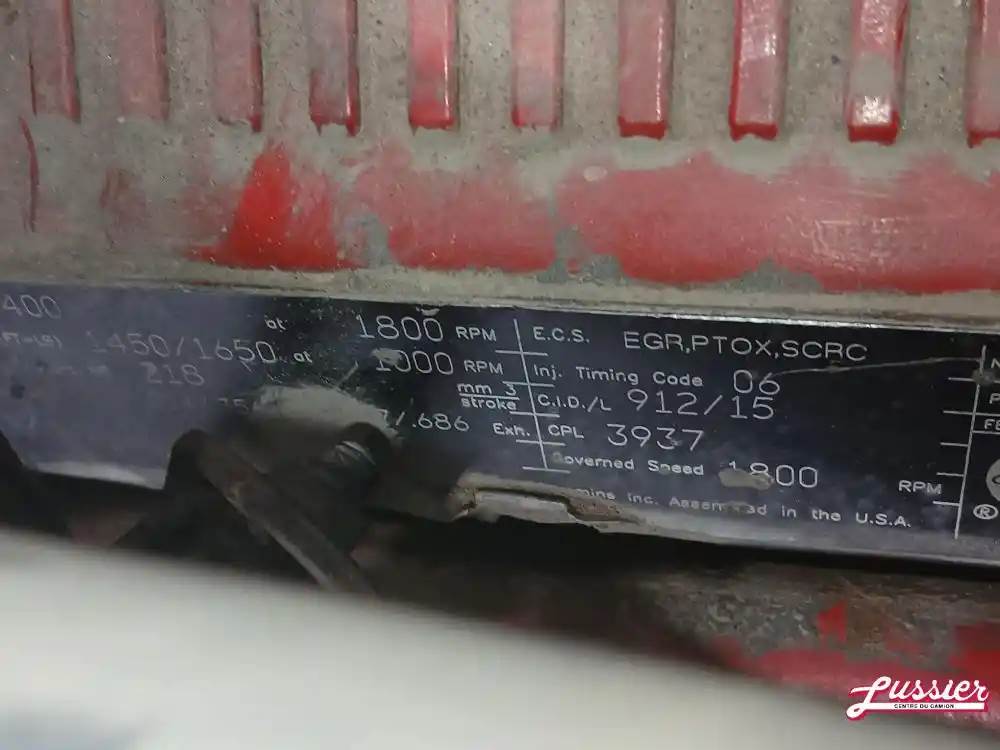 400 at 1800 RPM
(FT-LB) 1450/1650 at 1000 RPM
218 mm 3 stroke
/.686 Exh.
E.C.S. EGR,PTOX,SCRC
Inj. Timing Code 06
C.I.D./L 912/15
CPL 3937
Governed Speed 1800 RPM
Inc. Assembled in the U.S.A.
®
Lussier
CENTRE DU CAMION